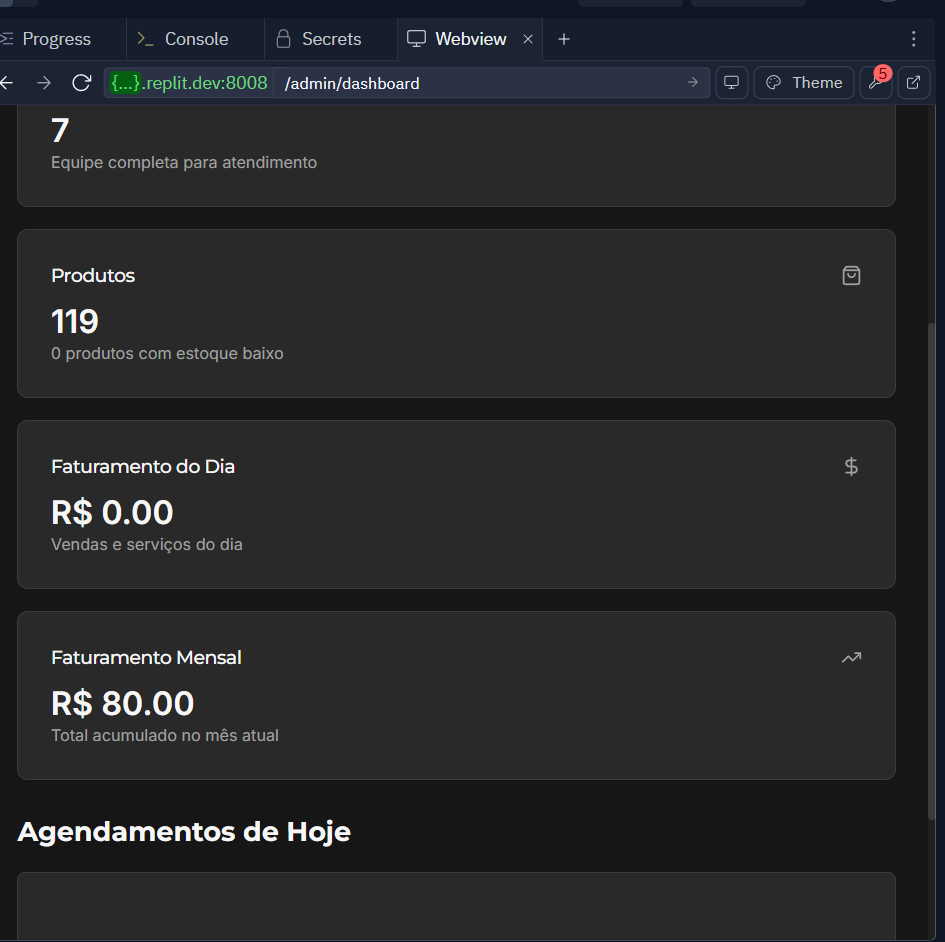 Progress
Console
Secrets
Webview
{...}.replit.dev:8008 /admin/dashboard
Theme
5
7
Equipe completa para atendimento
Produtos
119
0 produtos com estoque baixo
Faturamento do Dia
R$ 0.00
Vendas e serviços do dia
Faturamento Mensal
R$ 80.00
Total acumulado no mês atual
Agendamentos de Hoje